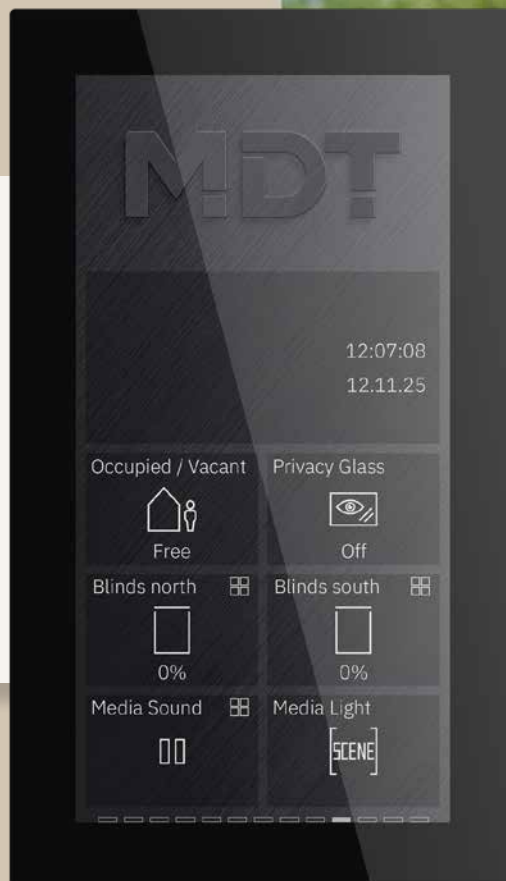 MDT
12:07:08
12.11.25
Occupied / Vacant
Privacy Glass
Free
Off
Blinds north
Blinds south
0%
0%
Media Sound
Media Light
SCENE